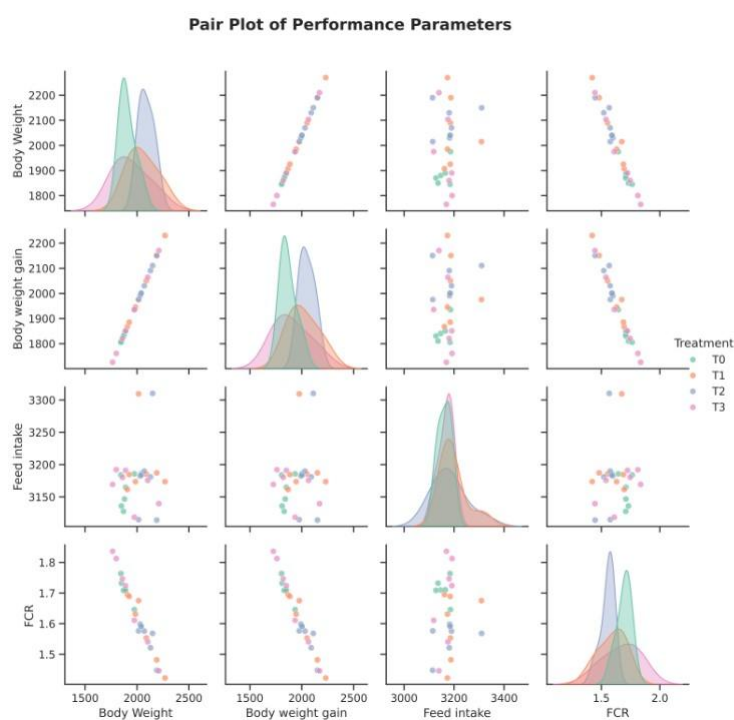 Pair Plot of Performance Parameters
2200
2100
2000
1900
1800
Body Weight
2200
2100
2000
1900
1800
Body weight gain
Treatment
T0
T1
T2
T3
3300
3250
3200
3150
Feed intake
1.8
1.7
1.6
1.5
FCR
1500 2000 2500
Body Weight
1500 2000 2500
Body weight gain
3000 3200 3400
Feed intake
1.5 2.0
FCR